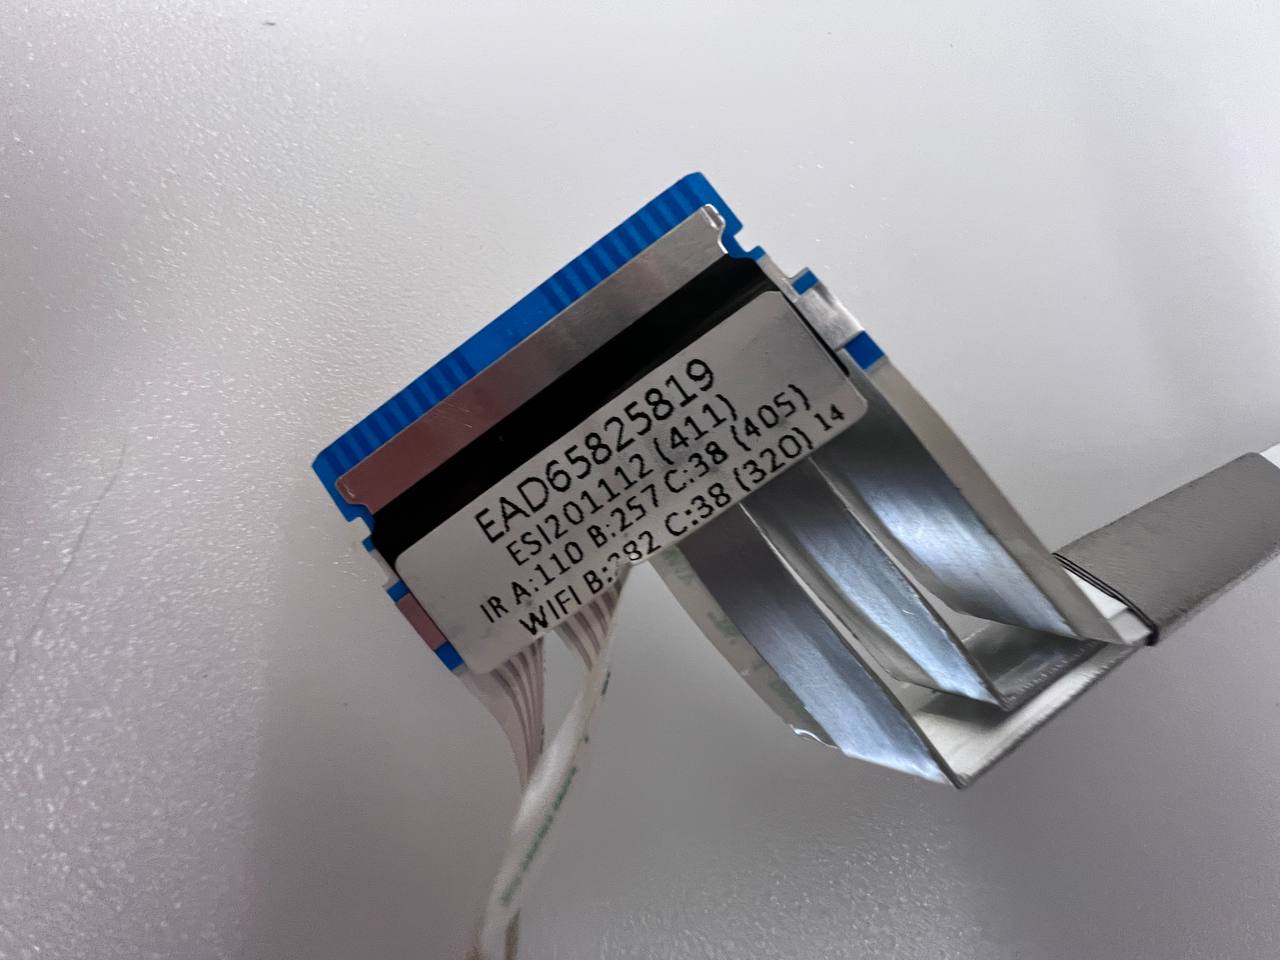 EAD65825819
ESI201112 (411)
IR A:110 B:257 C:38 (405)
WIFI B:282 C:38 (320) 14